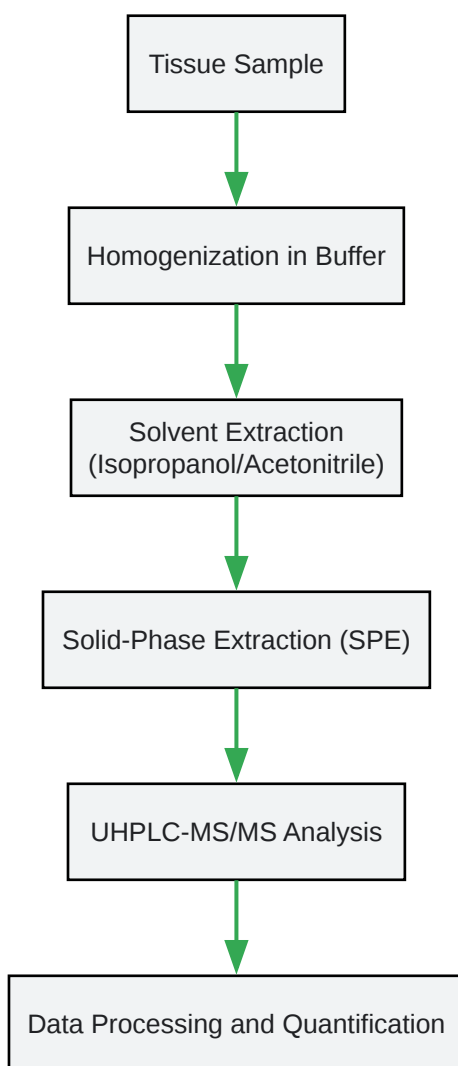 Tissue Sample
Homogenization in Buffer
Solvent Extraction
(Isopropanol/Acetonitrile)
Solid-Phase Extraction (SPE)
UHPLC-MS/MS Analysis
Data Processing and Quantification